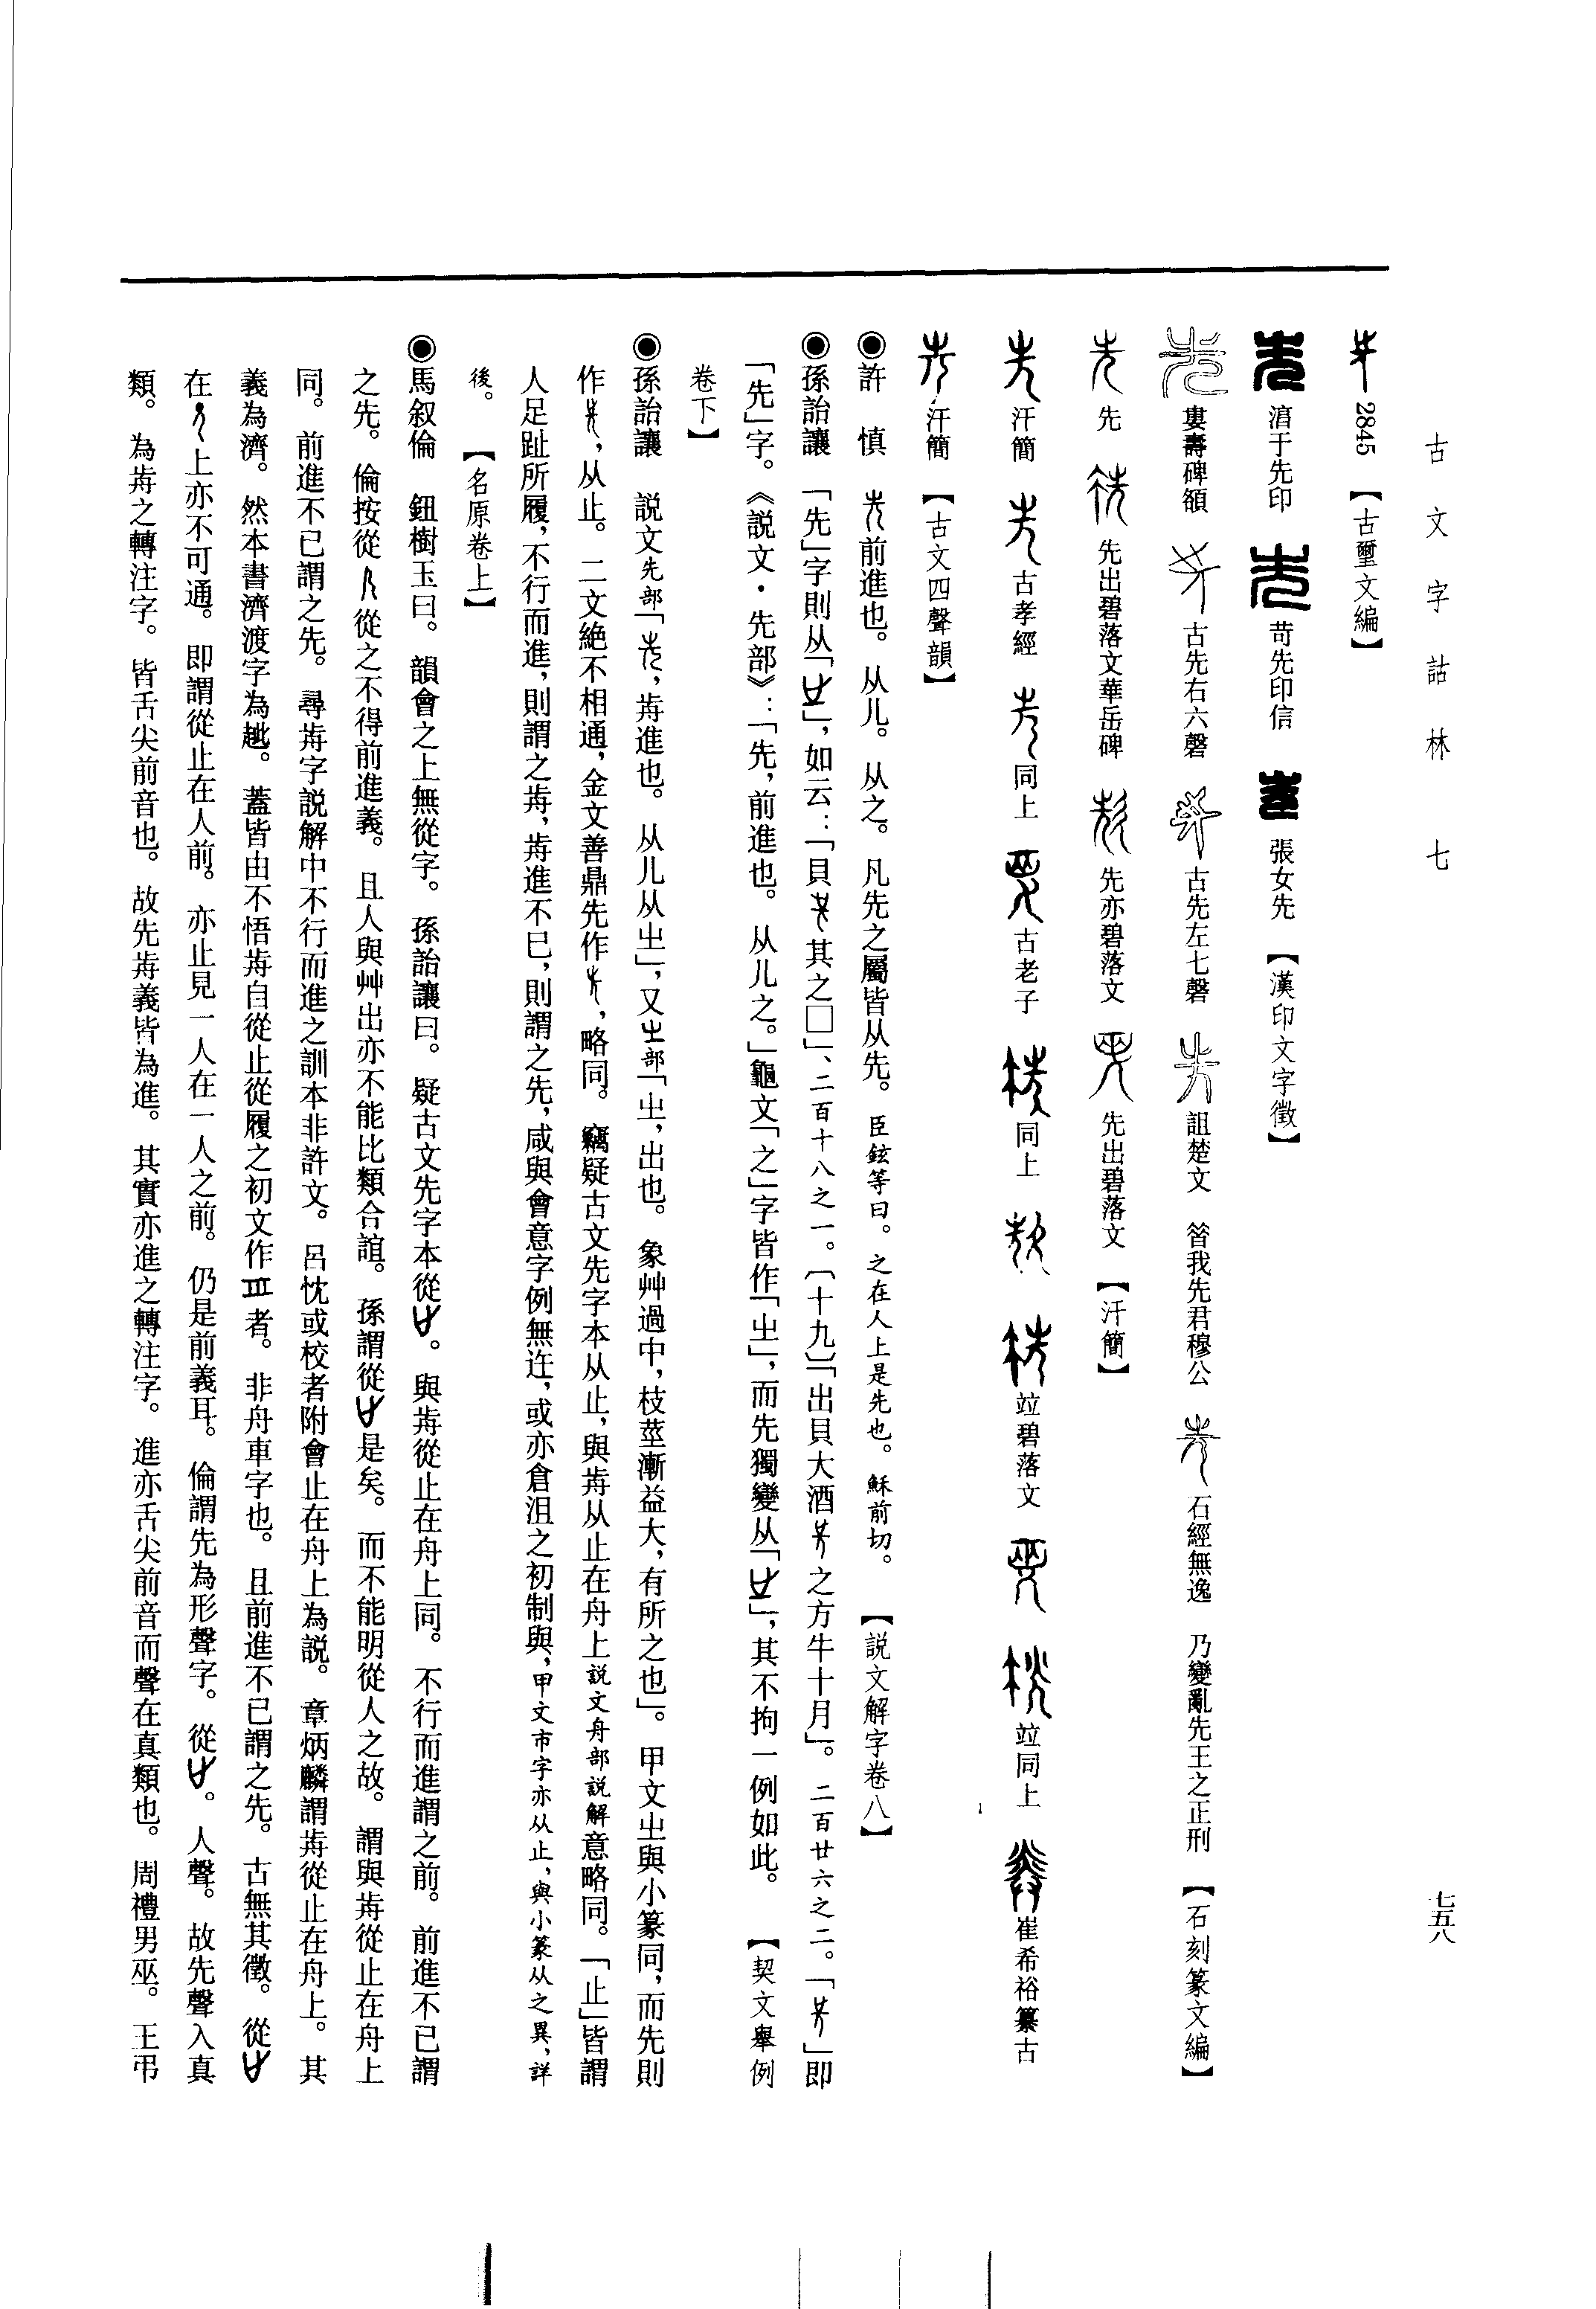 古文字詁林　七
七五八
2845【古璽文編】
淯于先印　苛先印信　張女先【漢印文字徵】
婁壽碑領　古先右六磬　古先左七磬　詛楚文　晉我先君穆公　石經無逸　乃變亂先王之正刑【石刻篆文編】
先　先出碧落文華岳碑　先亦碧落文　先出碧落文【汗簡】
汗簡　古孝經　同上　古老子　同上　竝碧落文　竝同上　崔希裕纂古
汗簡【古文四聲韻】
◉許　慎　前進也。从儿。从之。凡先之屬皆从先。臣鉉等曰。之在人上是先也。穌前切。【説文解字卷八】
◉孫詒讓　「先」字則从「」，如云：「貝其之□」、二百十八之一。〔十九〕「出貝大酒之方牛十月」。二百廿六之二。「」即
「先」字。《説文·先部》：「先，前進也。从儿之。」龜文「之」字皆作「㞢」，而先獨變从「」，其不拘一例如此。【契文舉例
卷下】
◉孫詒讓　説文先部「，歬進也。从儿从㞢」，又㞢部「㞢，出也。象艸過屮，枝莖漸益大，有所之也」。甲文㞢與小篆同，而先則
作，从止。二文絶不相通，金文善鼎先作，略同。竊疑古文先字本从止，與歬从止在舟上説文舟部説解意略同。「止」皆謂
人足趾所履，不行而進，則謂之歬，歬進不已，則謂之先，咸與會意字例無迕，或亦倉沮之初制與，甲文市字亦从止，與小篆从之異，詳
後。【名原卷上】
◉馬叙倫　鈕樹玉曰。韻會之上無從字。孫詒讓曰。疑古文先字本從。與歬從止在舟上同。不行而進謂之前。前進不已謂
之先。倫按從從之不得前進義。且人與艸出亦不能比類合誼。孫謂從是矣。而不能明從人之故。謂與歬從止在舟上
同。前進不已謂之先。尋歬字説解中不行而進之訓本非許文。呂忱或校者附會止在舟上為説。章炳麟謂歬從止在舟上。其
義為濟。然本書濟渡字為。蓋皆由不悟歬自從止從履之初文作者。非舟車字也。且前進不已謂之先。古無其徵。從
在上亦不可通。即謂從止在人前。亦止見一人在一人之前。仍是前義耳。倫謂先為形聲字。從。人聲。故先聲入真
類。為歬之轉注字。皆舌尖前音也。故先歬義皆為進。其實亦進之轉注字。進亦舌尖前音而聲在真類也。周禮男巫。王弔